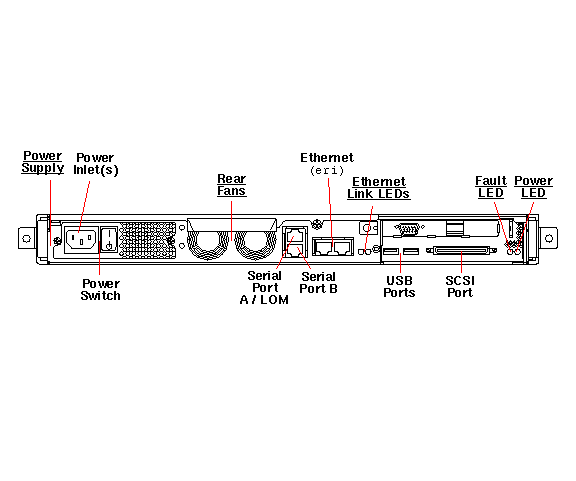 Power
Supply
Power
Inlet(s)
Rear
Fans
Ethernet
(eri)
Ethernet
Link LEDs
Fault
LED
Power
LED
Power
Switch
Serial
Port
A / LOM
Serial
Port B
USB
Ports
SCSI
Port